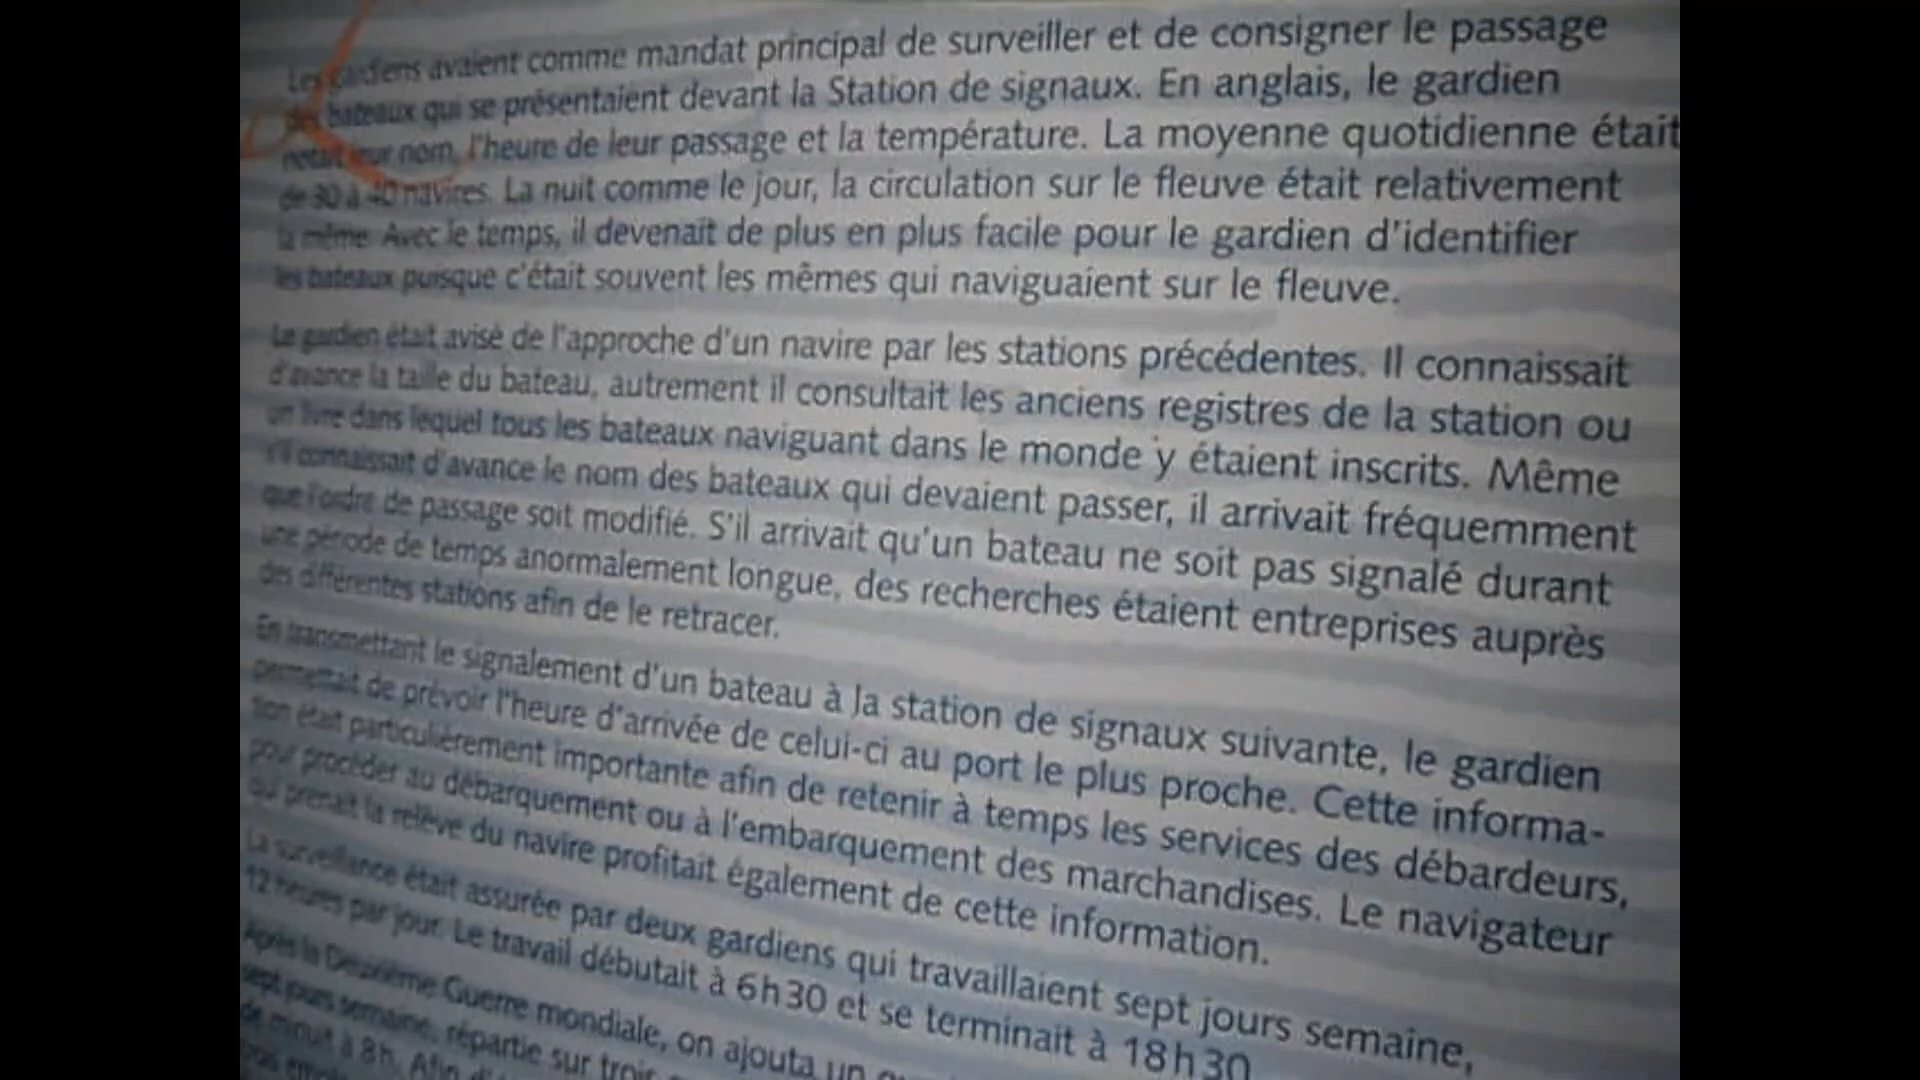 Les gardiens avaient comme mandat principal de surveiller et de consigner le passage
des bateaux qui se présentaient devant la Station de signaux. En anglais, le gardien
notait leur nom, l'heure de leur passage et la température. La moyenne quotidienne était
de 30 à 40 navires. La nuit comme le jour, la circulation sur le fleuve était relativement
la même. Avec le temps, il devenait de plus en plus facile pour le gardien d'identifier
les bateaux puisque c'était souvent les mêmes qui naviguaient sur le fleuve.
Le gardien était avisé de l'approche d'un navire par les stations précédentes. Il connaissait
d'avance la taille du bateau, autrement il consultait les anciens registres de la station ou
un livre dans lequel tous les bateaux naviguant dans le monde y étaient inscrits. Même
s'il connaissait d'avance le nom des bateaux qui devaient passer, il arrivait fréquemment
que l'ordre de passage soit modifié. S'il arrivait qu'un bateau ne soit pas signalé durant
une période de temps anormalement longue, des recherches étaient entreprises auprès
des différentes stations afin de le retracer.
En transmettant le signalement d'un bateau à la station de signaux suivante, le gardien
permettait de prévoir l'heure d'arrivée de celui-ci au port le plus proche. Cette informa-
tion était particulièrement importante afin de retenir à temps les services des débardeurs,
pour procéder au débarquement ou à l'embarquement des marchandises. Le navigateur
qui prenait la relève du navire profitait également de cette information.
La surveillance était assurée par deux gardiens qui travaillaient sept jours semaine,
12 heures par jour. Le travail débutait à 6h30 et se terminait à 18h30
Après la Deuxième Guerre mondiale, on ajouta un
sept jours semaine, répartie sur trois
de minuit à 8h. Afin
trois